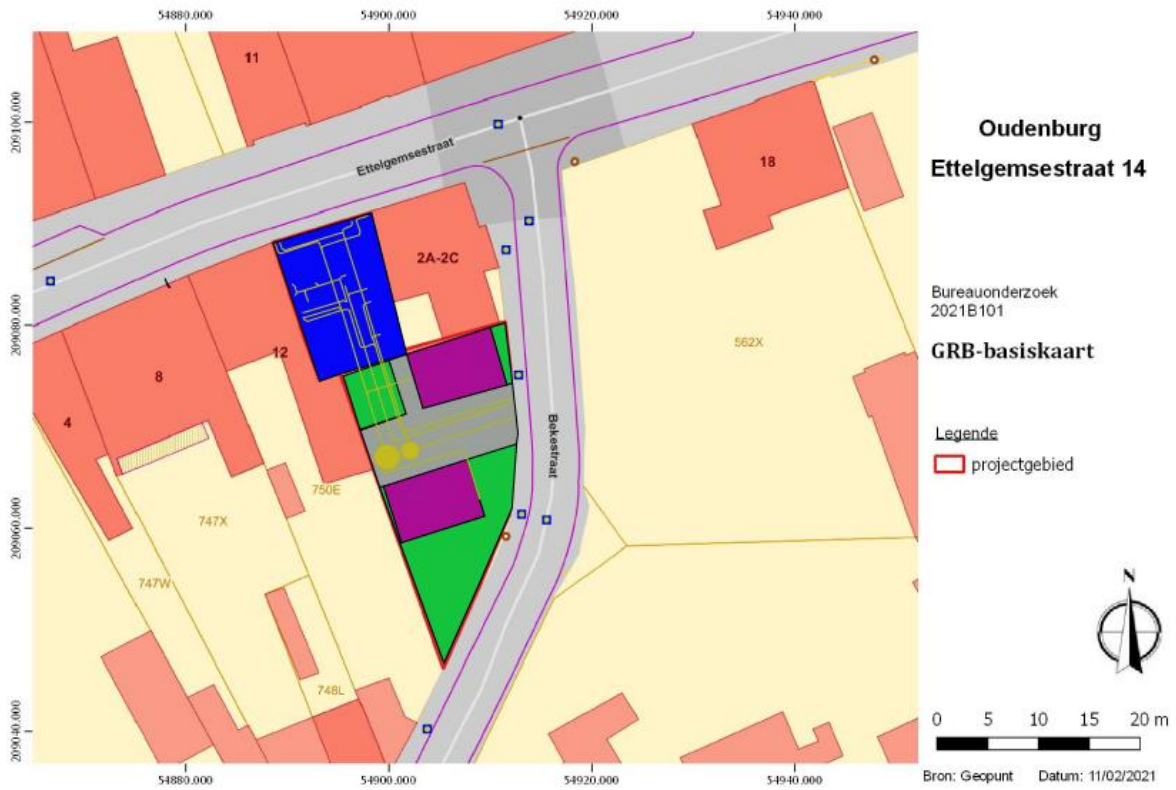 54880.000 54900.000 54920.000 54940.000
209100.000
209080.000
209060.000
209040.000
11
Ettelgemsestraat
18
2A-2C
12
8
4
562X
Bekestraat
750E
747X
747W
748L
54880.000 54900.000 54920.000 54940.000
Oudenburg
Ettelgemsestraat 14
Bureauonderzoek
2021B101
GRB-basiskaart
Legende
projectgebied
N
0 5 10 15 20 m
Bron: Geopunt Datum: 11/02/2021